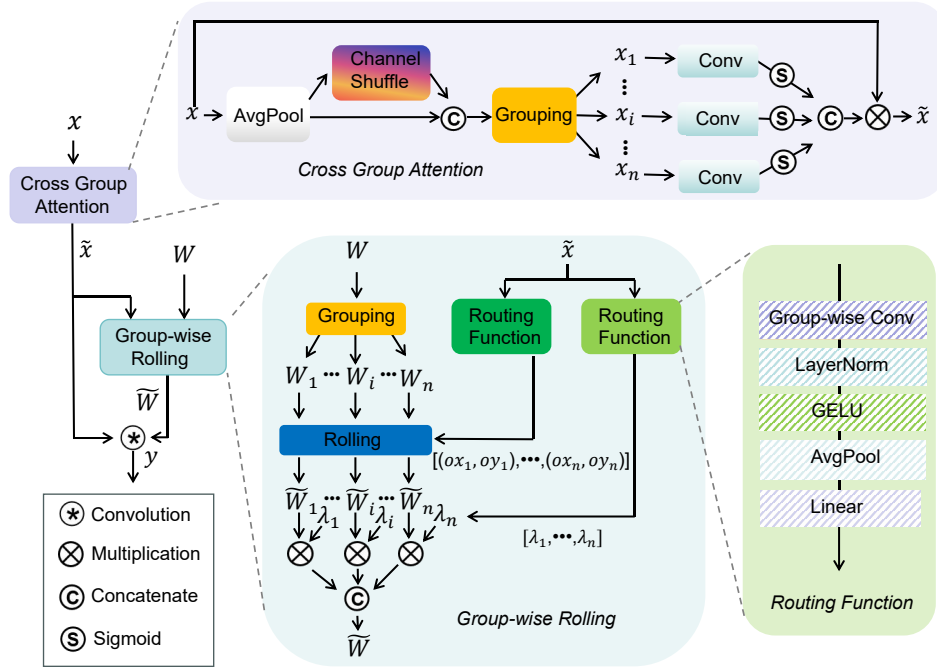 x
Cross Group
Attention
x̃
W
Group-wise
Rolling
W̃
*
y
* Convolution
⊗ Multiplication
C Concatenate
S Sigmoid
x
AvgPool
Channel
Shuffle
C
Grouping
x₁
⋮
xᵢ
⋮
xₙ
Conv
Conv
Conv
S
S
S
C
⊗
x̃
Cross Group Attention
W
Grouping
W₁ ••• Wᵢ ••• Wₙ
Rolling
W̃₁ ••• W̃ᵢ ••• W̃ₙ
λ₁ λᵢ λₙ
⊗ ⊗ ⊗
C
W̃
x̃
Routing
Function
Routing
Function
[(ox₁, oy₁),•••,(oxₙ, oyₙ)]
[λ₁,•••,λₙ]
Group-wise Rolling
Group-wise Conv
LayerNorm
GELU
AvgPool
Linear
Routing Function